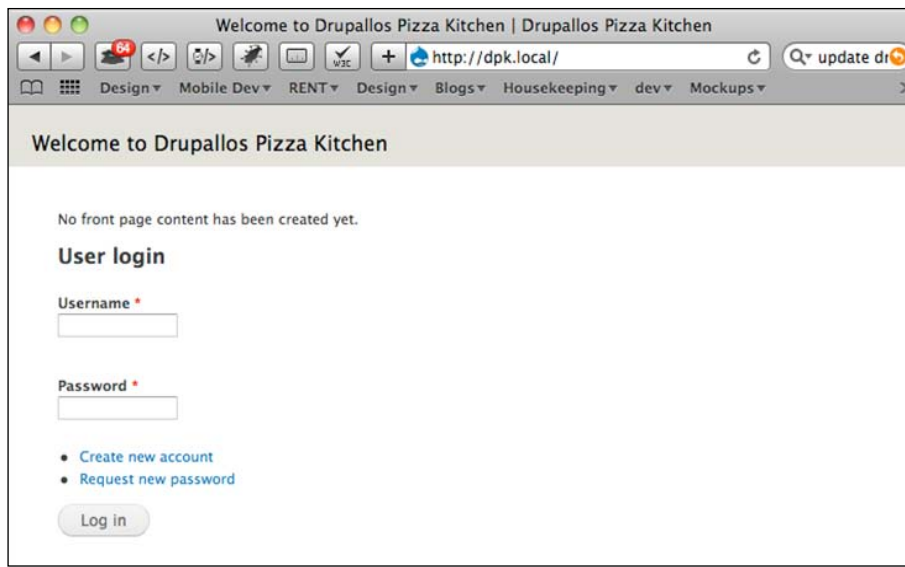 Welcome to Drupallos Pizza Kitchen | Drupallos Pizza Kitchen
64
</>
W3C
+ http://dpk.local/
update dr
Design Mobile Dev RENT Design Blogs Housekeeping dev Mockups
Welcome to Drupallos Pizza Kitchen
No front page content has been created yet.
User login
Username *
Password *
• Create new account
• Request new password
Log in